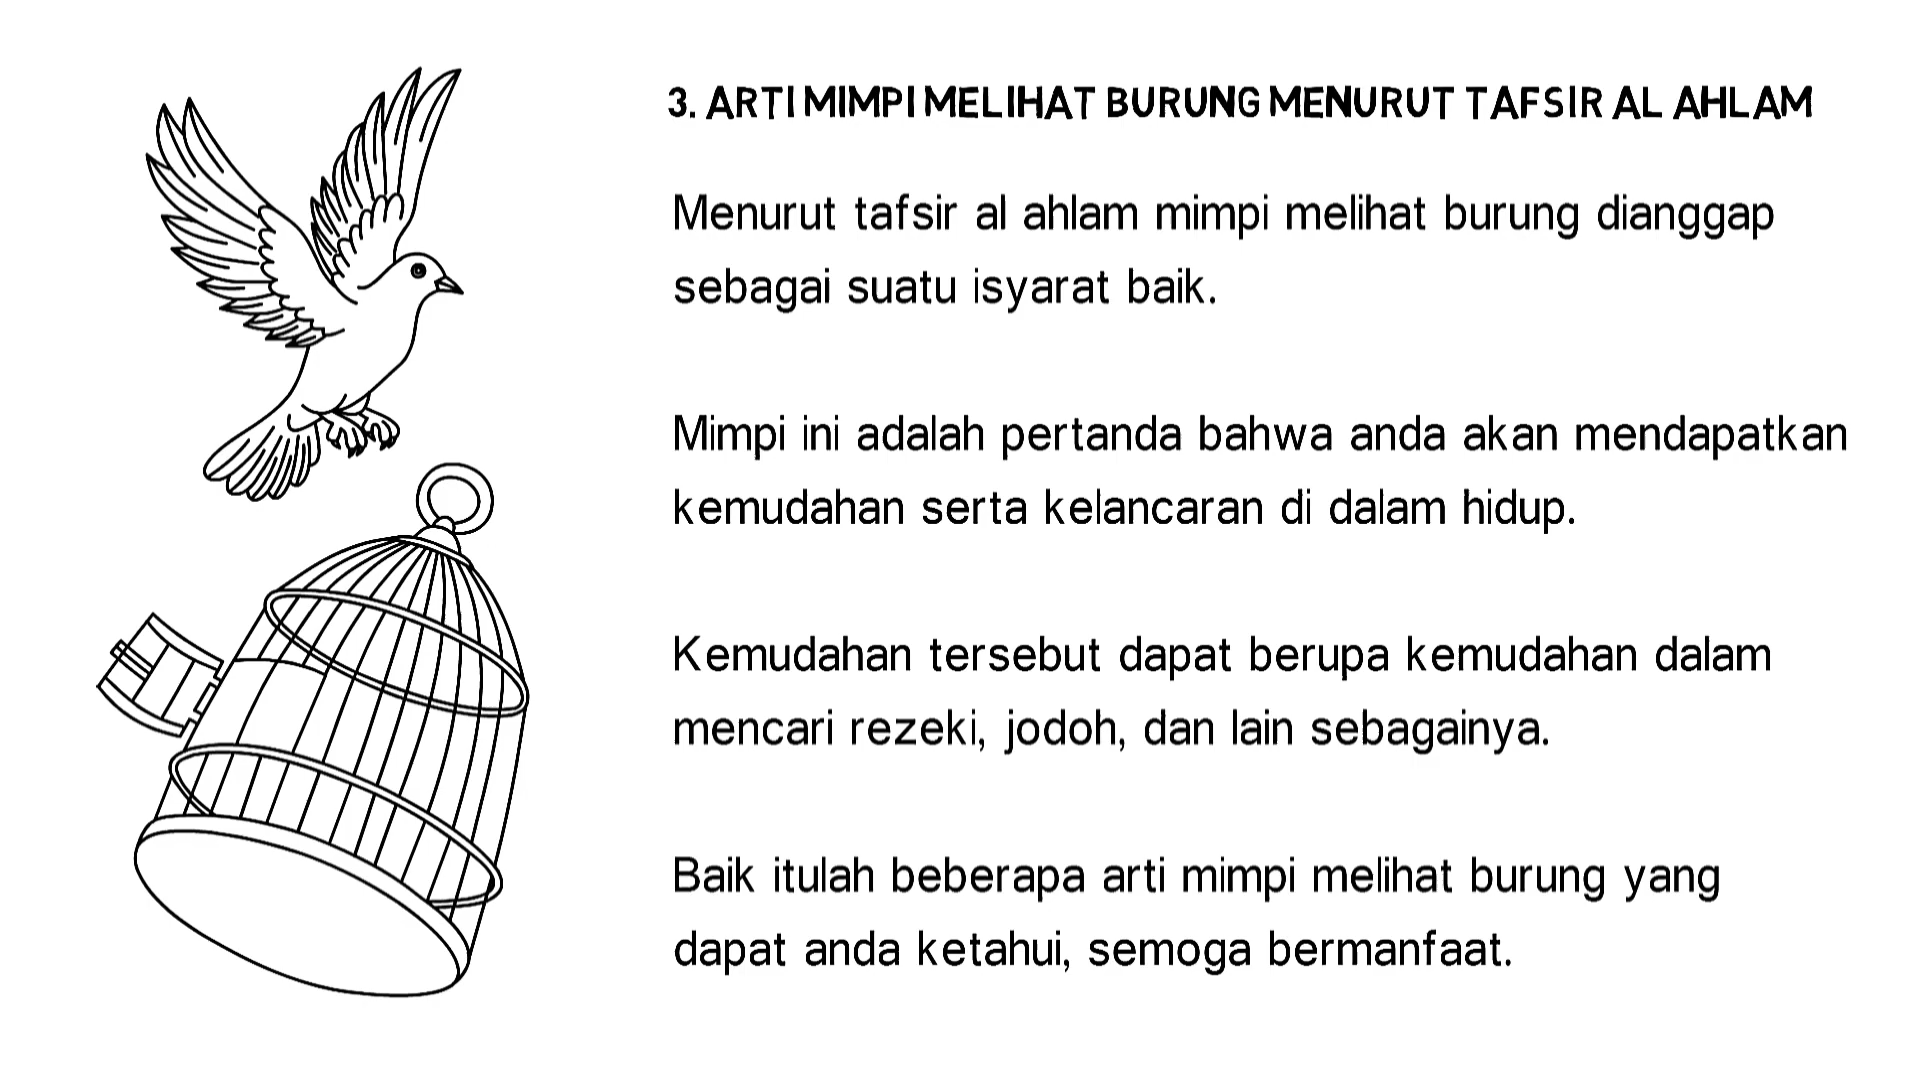 3. ARTI MIMPI MELIHAT BURUNG MENURUT TAFSIR AL AHLAM
Menurut tafsir al ahlam mimpi melihat burung dianggap
sebagai suatu isyarat baik.
Mimpi ini adalah pertanda bahwa anda akan mendapatkan
kemudahan serta kelancaran di dalam hidup.
Kemudahan tersebut dapat berupa kemudahan dalam
mencari rezeki, jodoh, dan lain sebagainya.
Baik itulah beberapa arti mimpi melihat burung yang
dapat anda ketahui, semoga bermanfaat.